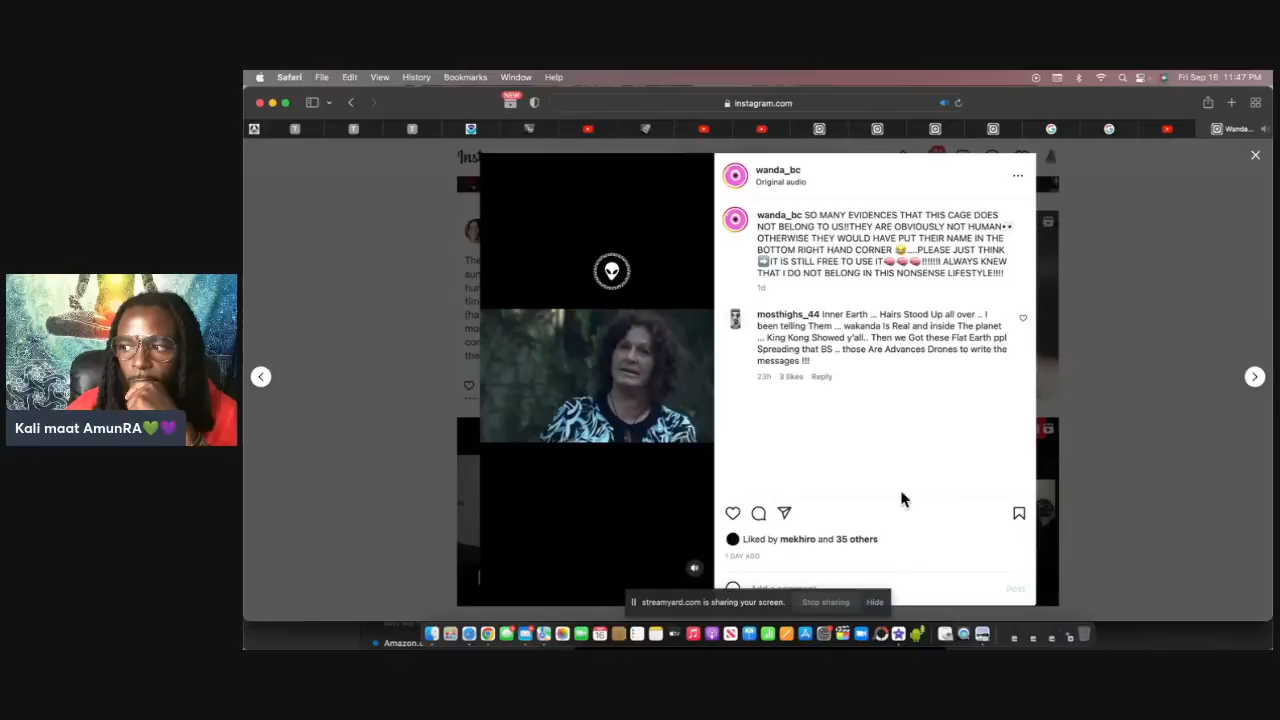 Safari File Edit View History Bookmarks Window Help
Fri Sep 16 11:47 PM
NEW
instagram.com
Wanda...
wanda_bc
Original audio
wanda_bc SO MANY EVIDENCES THAT THIS CAGE DOES
NOT BELONG TO US!!THEY ARE OBVIOUSLY NOT HUMAN👀
OTHERWISE THEY WOULD HAVE PUT THEIR NAME IN THE
BOTTOM RIGHT HAND CORNER 😂....PLEASE JUST THINK
➡️IT IS STILL FREE TO USE IT🧠🧠🧠!!!!!!!I ALWAYS KNEW
THAT I DO NOT BELONG IN THIS NONSENSE LIFESTYLE!!!!
1d
mosthighs_44 Inner Earth ... Hairs Stood Up all over .. I
been telling Them ... wakanda Is Real and inside The planet
... King Kong Showed y'all.. Then we Got these Flat Earth ppl
Spreading that BS .. those Are Advances Drones to write the
messages !!!
23h 3 likes Reply
Kali maat AmunRA💚💜
Liked by mekhiro and 35 others
1 DAY AGO
Post
streamyard.com is sharing your screen. Stop sharing Hide
16
Amazon.c